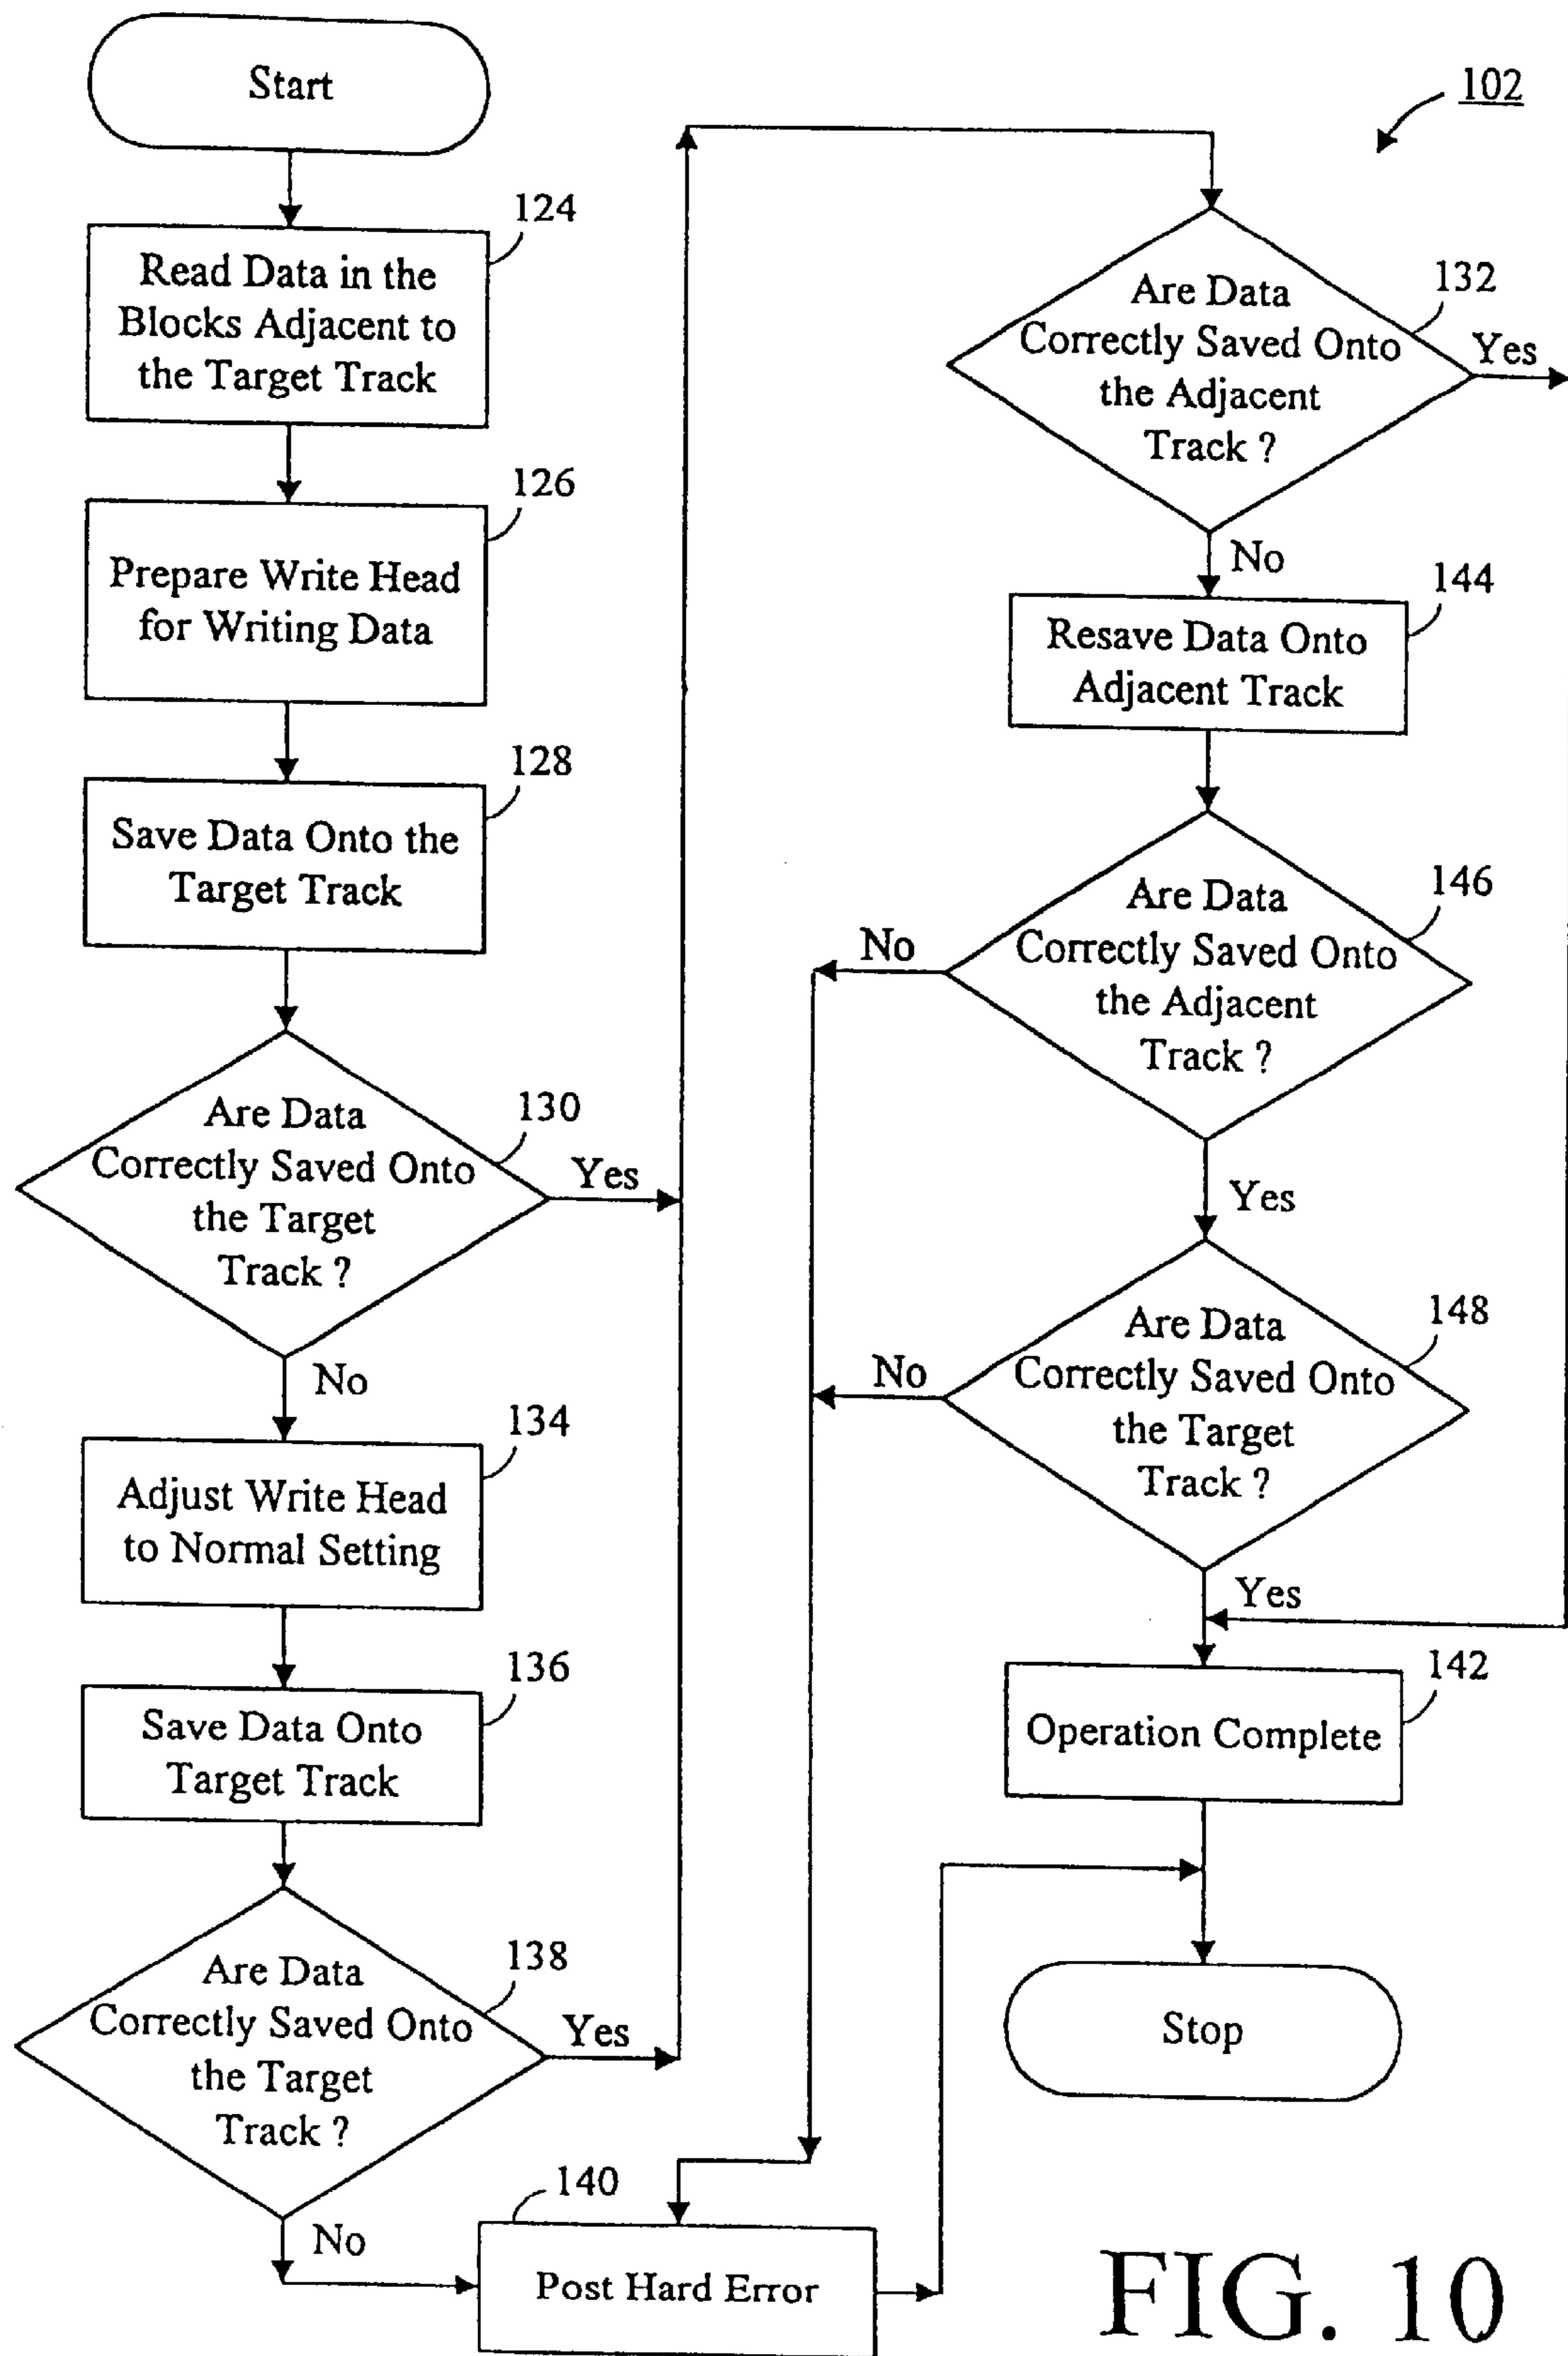 Start
124
Read Data in the
Blocks Adjacent to
the Target Track
126
Prepare Write Head
for Writing Data
128
Save Data Onto the
Target Track
130
Are Data
Correctly Saved Onto
the Target
Track ?
Yes
No
134
Adjust Write Head
to Normal Setting
136
Save Data Onto
Target Track
138
Are Data
Correctly Saved Onto
the Target
Track ?
Yes
No
140
Post Hard Error
102
132
Are Data
Correctly Saved Onto
the Adjacent
Track ?
Yes
No
144
Resave Data Onto
Adjacent Track
146
Are Data
Correctly Saved Onto
the Adjacent
Track ?
No
Yes
148
Are Data
Correctly Saved Onto
the Target
Track ?
No
Yes
142
Operation Complete
Stop
FIG. 10